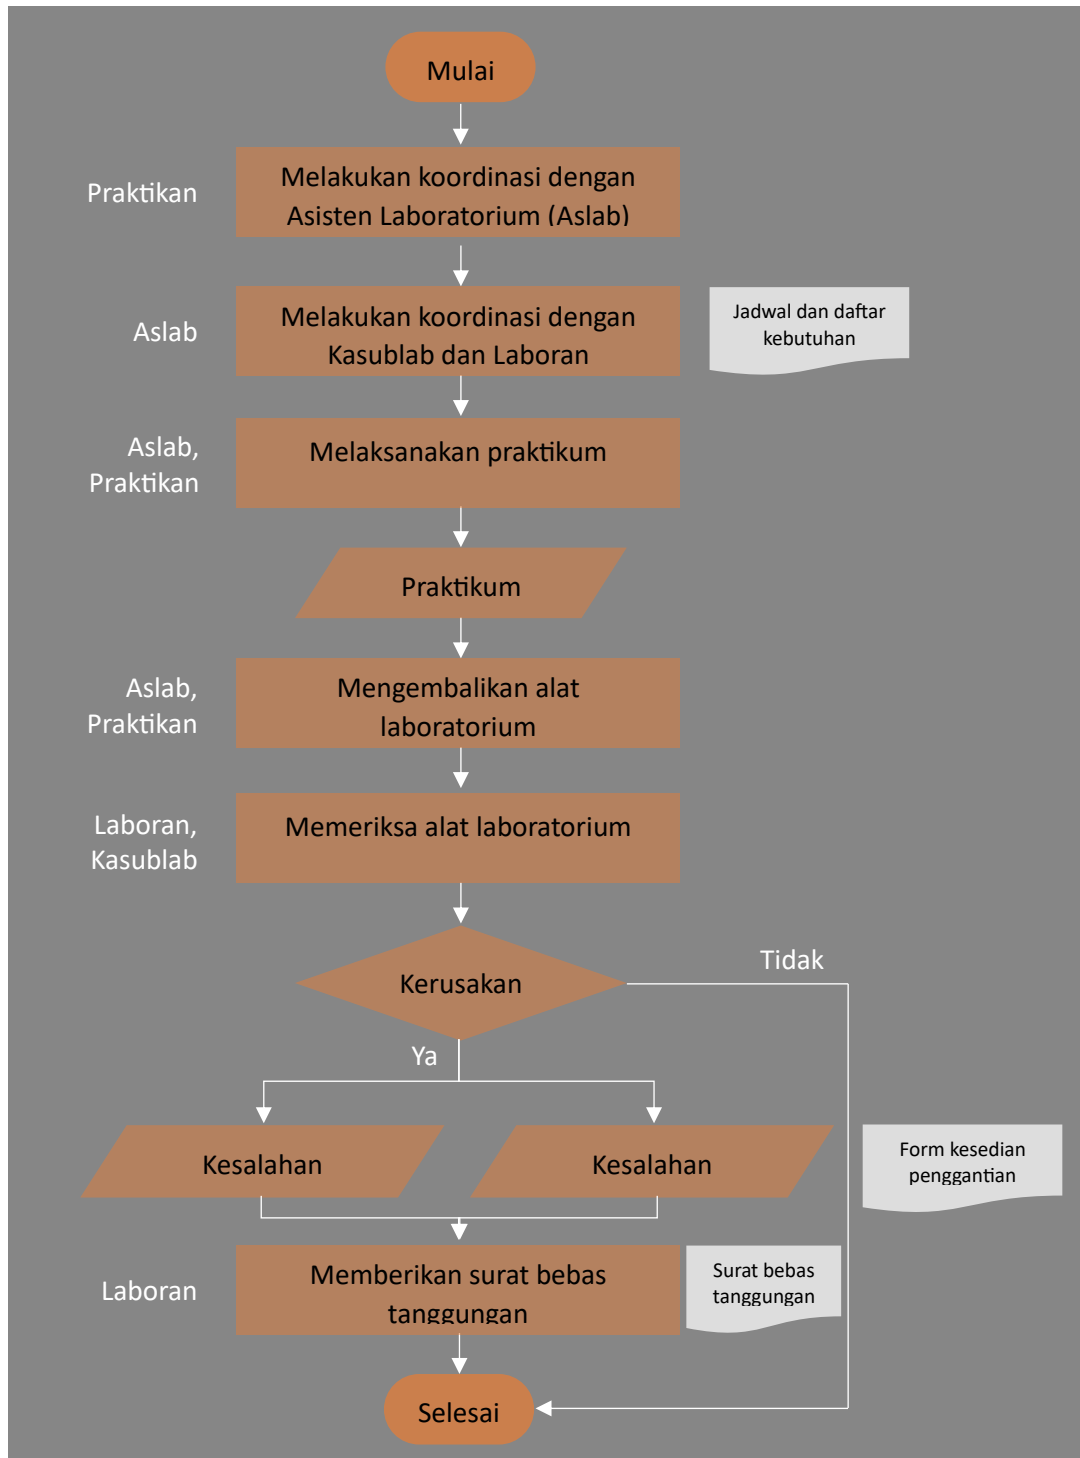 Mulai
Praktikan
Melakukan koordinasi dengan
Asisten Laboratorium (Aslab)
Aslab
Melakukan koordinasi dengan
Kasublab dan Laboran
Jadwal dan daftar
kebutuhan
Aslab,
Praktikan
Melaksanakan praktikum
Praktikum
Aslab,
Praktikan
Mengembalikan alat
laboratorium
Laboran,
Kasublab
Memeriksa alat laboratorium
Kerusakan
Tidak
Ya
Kesalahan
Kesalahan
Form kesedian
penggantian
Laboran
Memberikan surat bebas
tanggungan
Surat bebas
tanggungan
Selesai